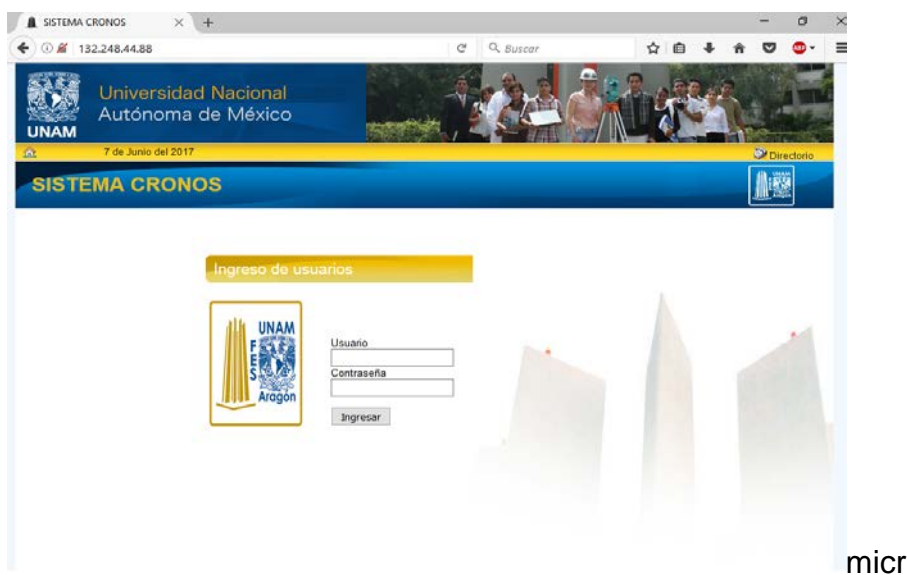 SISTEMA CRONOS
132.248.44.88
Buscar
ABP
UNAM
Universidad Nacional
Autónoma de México
7 de Junio del 2017
Directorio
SISTEMA CRONOS
Ingreso de usuarios
UNAM
FES
Aragón
Usuario
Contraseña
Ingresar
micr